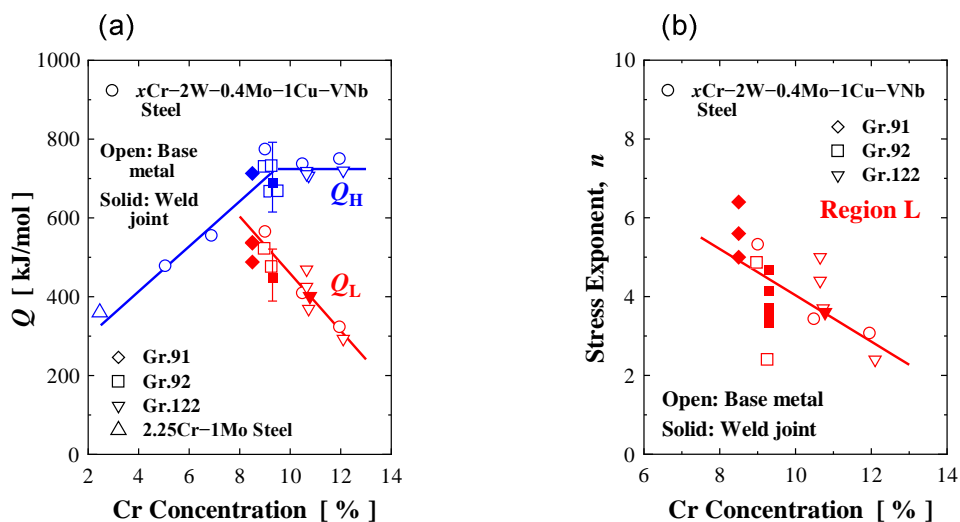 (a)
1000
800
600
400
200
0
2
4
6
8
10
12
14
Q [ kJ/mol ]
Cr Concentration [ % ]
xCr−2W−0.4Mo−1Cu−VNb
Steel
Open: Base
metal
Solid: Weld
joint
QH
QL
Gr.91
Gr.92
Gr.122
2.25Cr−1Mo Steel
(b)
10
8
6
4
2
0
6
8
10
12
14
Stress Exponent, n
Cr Concentration [ % ]
xCr−2W−0.4Mo−1Cu−VNb
Steel
Gr.91
Gr.92
Gr.122
Region L
Open: Base metal
Solid: Weld joint